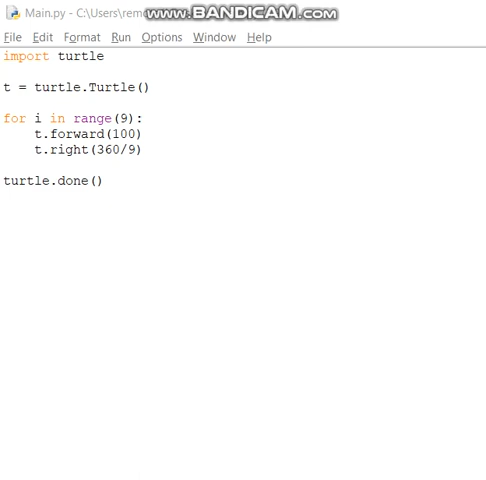 Main.py - C:\Users\rem
www.BANDICAM.com
File Edit Format Run Options Window Help
import turtle
t = turtle.Turtle()
for i in range(9):
    t.forward(100)
    t.right(360/9)
turtle.done()